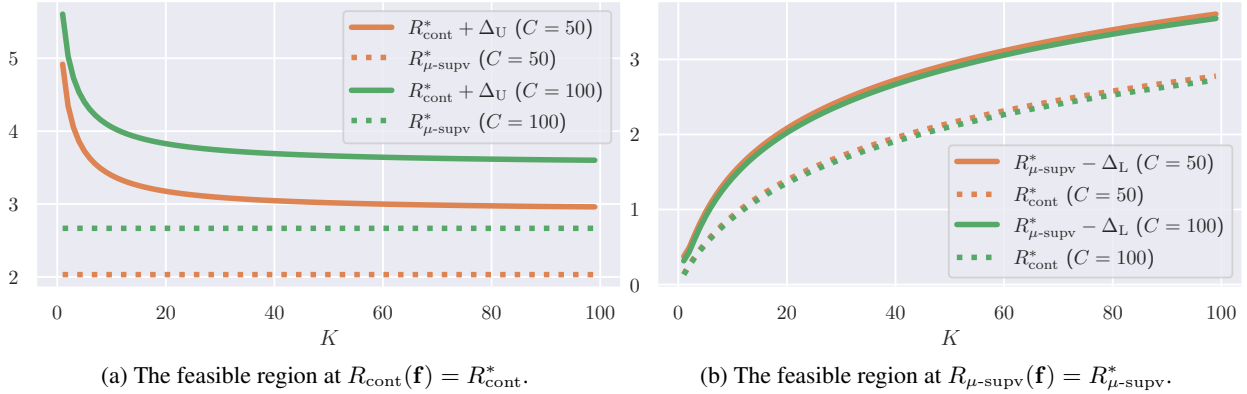 5
4
3
2
0 20 40 60 80 100
K
R*cont + ΔU (C = 50)
R*μ-supv (C = 50)
R*cont + ΔU (C = 100)
R*μ-supv (C = 100)
(a) The feasible region at Rcont(f) = R*cont.
3
2
1
0
0 20 40 60 80 100
K
R*μ-supv − ΔL (C = 50)
R*cont (C = 50)
R*μ-supv − ΔL (C = 100)
R*cont (C = 100)
(b) The feasible region at Rμ-supv(f) = R*μ-supv.